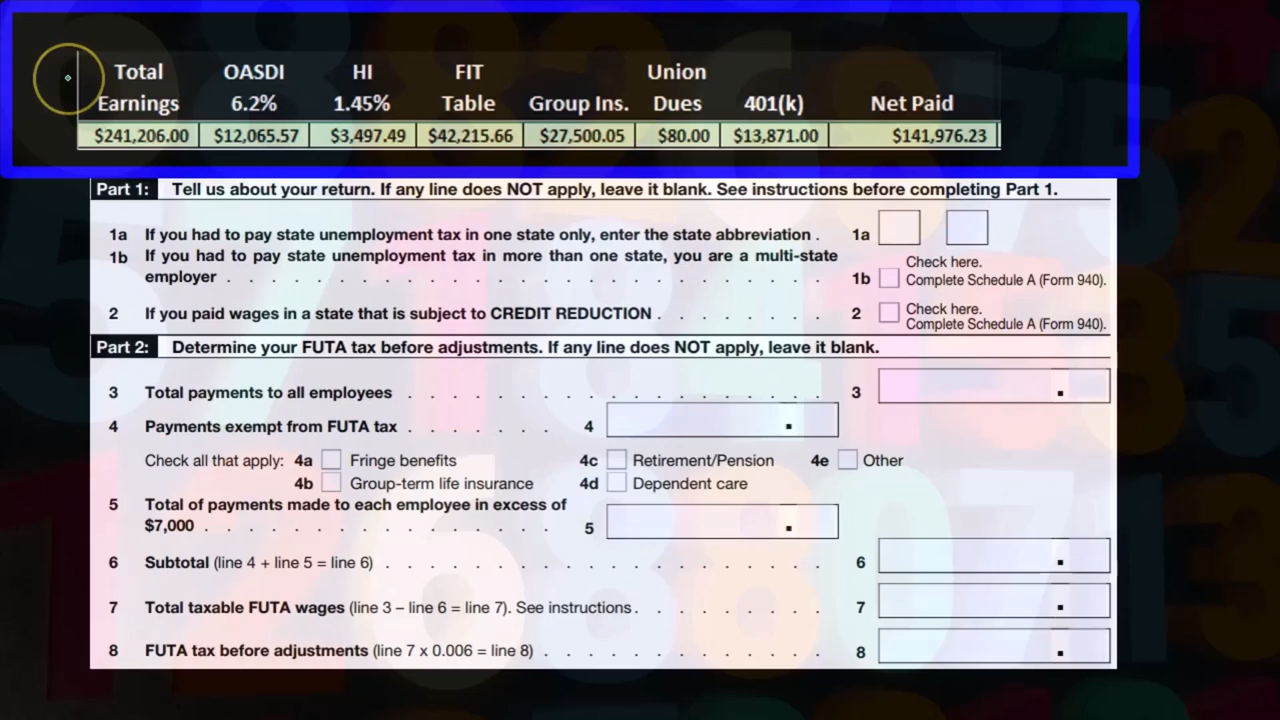 Total OASDI HI FIT Union
Earnings 6.2% 1.45% Table Group Ins. Dues 401(k) Net Paid
$241,206.00 $12,065.57 $3,497.49 $42,215.66 $27,500.05 $80.00 $13,871.00 $141,976.23
Part 1: Tell us about your return. If any line does NOT apply, leave it blank. See instructions before completing Part 1.
1a If you had to pay state unemployment tax in one state only, enter the state abbreviation . 1a
1b If you had to pay state unemployment tax in more than one state, you are a multi-state
employer . . . . . . . . . . . . . . . . . . . . . . 1b Check here.
Complete Schedule A (Form 940).
2 If you paid wages in a state that is subject to CREDIT REDUCTION . . . . . . . 2 Check here.
Complete Schedule A (Form 940).
Part 2: Determine your FUTA tax before adjustments. If any line does NOT apply, leave it blank.
3 Total payments to all employees . . . . . . . . . . . . . . 3 .
4 Payments exempt from FUTA tax . . . . . . . 4 .
Check all that apply: 4a Fringe benefits 4c Retirement/Pension 4e Other
4b Group-term life insurance 4d Dependent care
5 Total of payments made to each employee in excess of
$7,000 . . . . . . . . . . . . . . 5 .
6 Subtotal (line 4 + line 5 = line 6) . . . . . . . . . . . . . . . 6 .
7 Total taxable FUTA wages (line 3 – line 6 = line 7). See instructions . . . . . . . 7 .
8 FUTA tax before adjustments (line 7 x 0.006 = line 8) . . . . . . . . . . 8 .